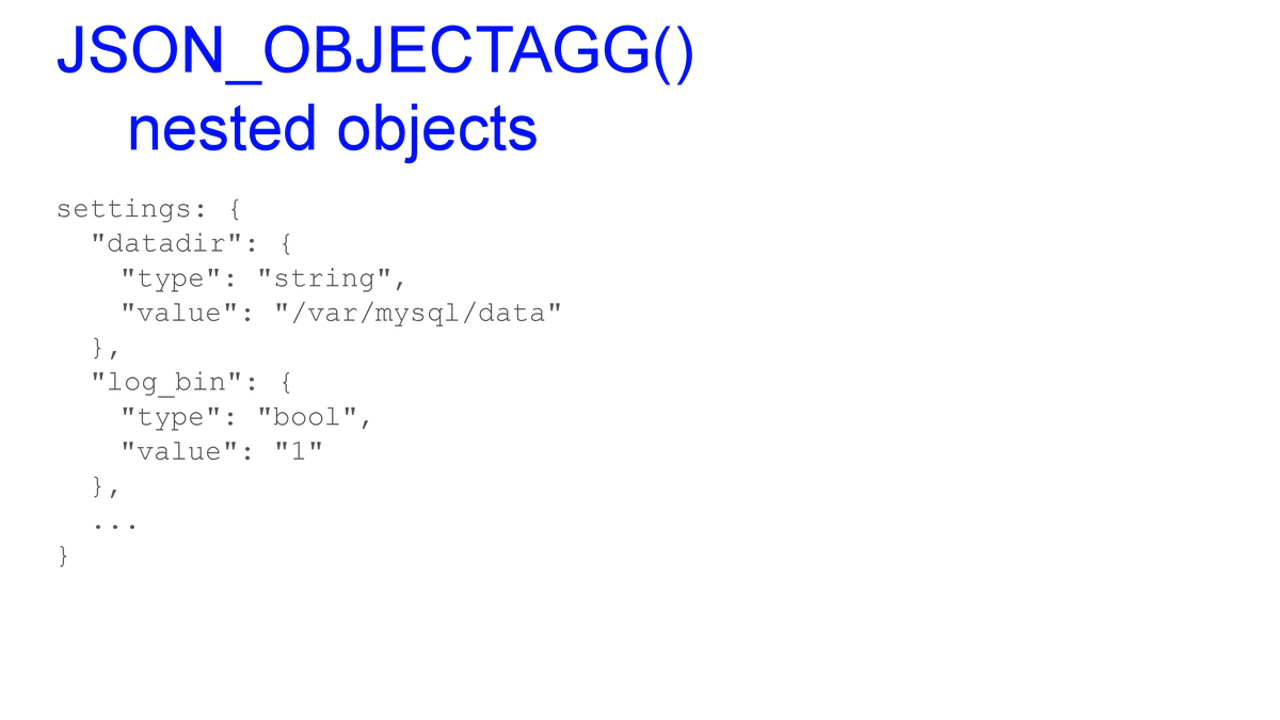 JSON_OBJECTAGG()
nested objects
settings: {
"datadir": {
"type": "string",
"value": "/var/mysql/data"
},
"log_bin": {
"type": "bool",
"value": "1"
},
...
}